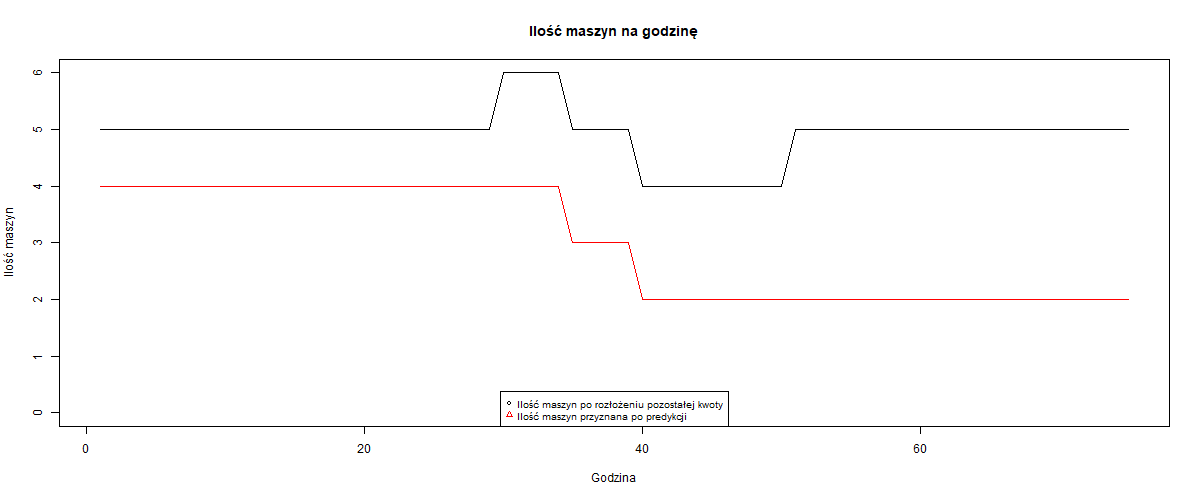 Ilość maszyn na godzinę
Ilość maszyn
6
5
4
3
2
1
0
Ilość maszyn po rozłożeniu pozostałej kwoty
Ilość maszyn przyznana po predykcji
0 20 40 60
Godzina